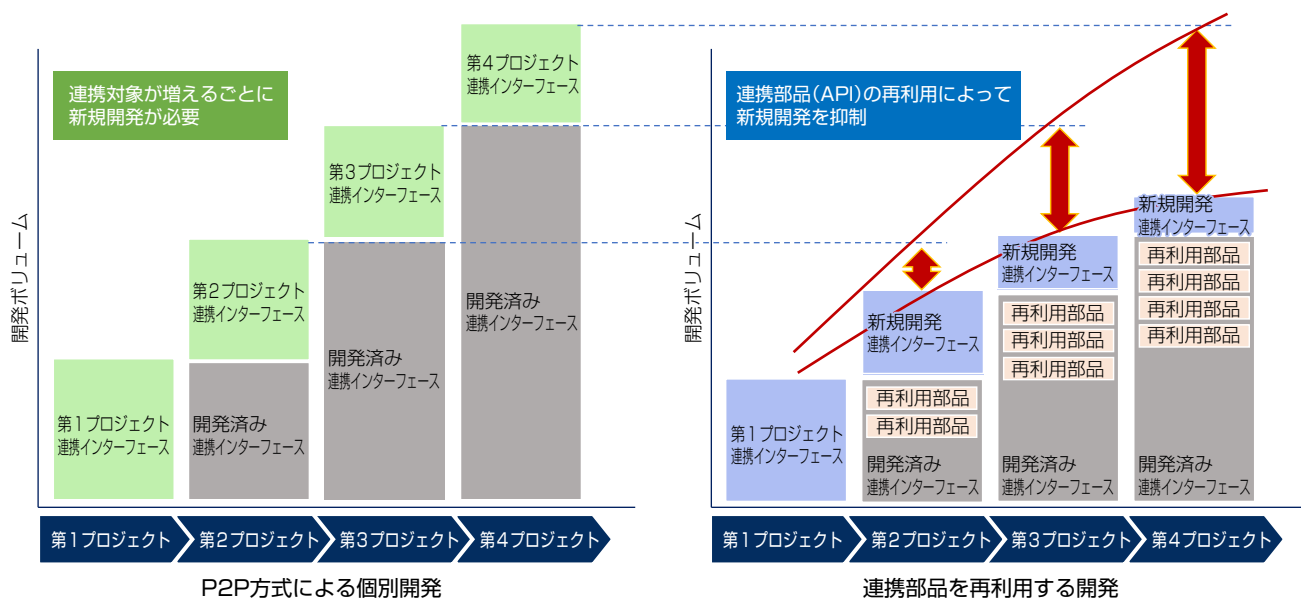 連携対象が増えるごとに
新規開発が必要
開発ボリューム
第1プロジェクト
連携インターフェース
第2プロジェクト
連携インターフェース
開発済み
連携インターフェース
第3プロジェクト
連携インターフェース
開発済み
連携インターフェース
第4プロジェクト
連携インターフェース
開発済み
連携インターフェース
第1プロジェクト
第2プロジェクト
第3プロジェクト
第4プロジェクト
P2P方式による個別開発
連携部品(API)の再利用によって
新規開発を抑制
開発ボリューム
第1プロジェクト
連携インターフェース
新規開発
連携インターフェース
再利用部品
再利用部品
開発済み
連携インターフェース
新規開発
連携インターフェース
再利用部品
再利用部品
再利用部品
開発済み
連携インターフェース
新規開発
連携インターフェース
再利用部品
再利用部品
再利用部品
再利用部品
開発済み
連携インターフェース
第1プロジェクト
第2プロジェクト
第3プロジェクト
第4プロジェクト
連携部品を再利用する開発